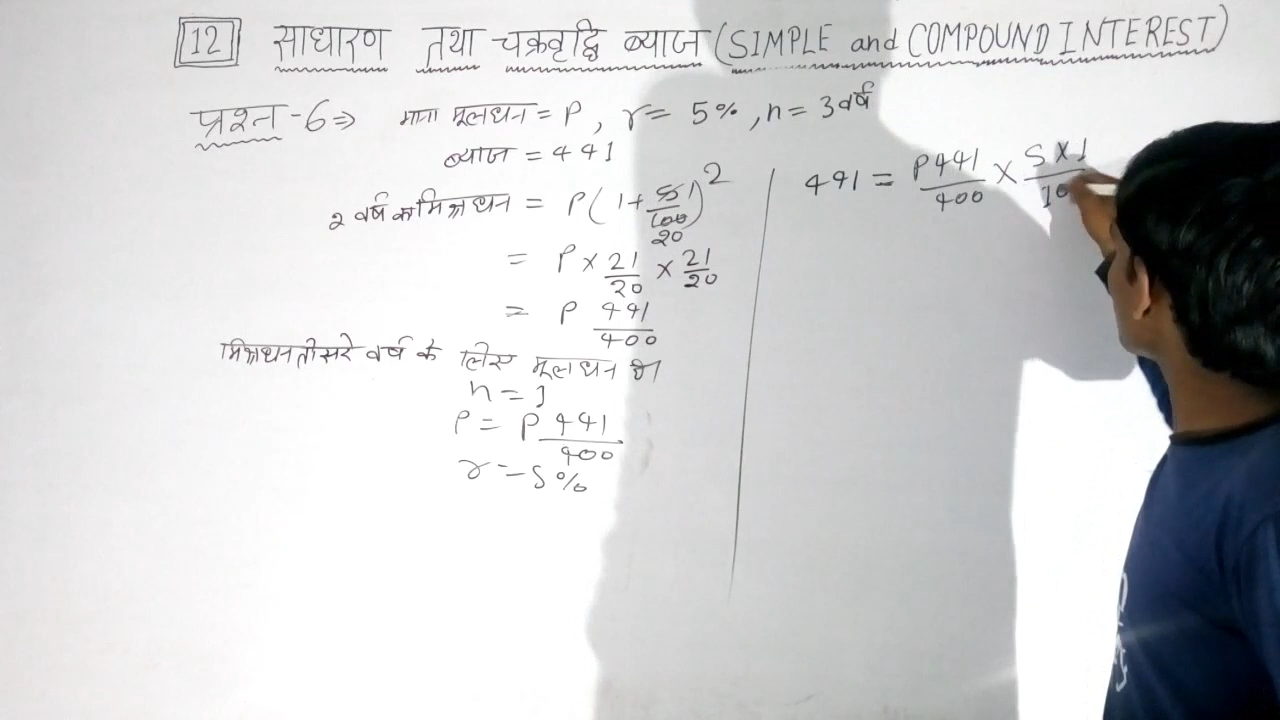 12 साधारण तथा चक्रवृद्धि ब्याज (SIMPLE and COMPOUND INTEREST)
प्रश्न-6⇒ माना मूलधन = P, r = 5%, n = 3 वर्ष
ब्याज = 441
2 वर्ष का मिश्रधन = P(1 + 5/100)²
1
20
= P × 21/20 × 21/20
= P 441/400
मिश्रधन तीसरे वर्ष के लिए मूलधन
n = 1
P = P 441/400
r = 5%
441 = P441/400 × 5×1/10